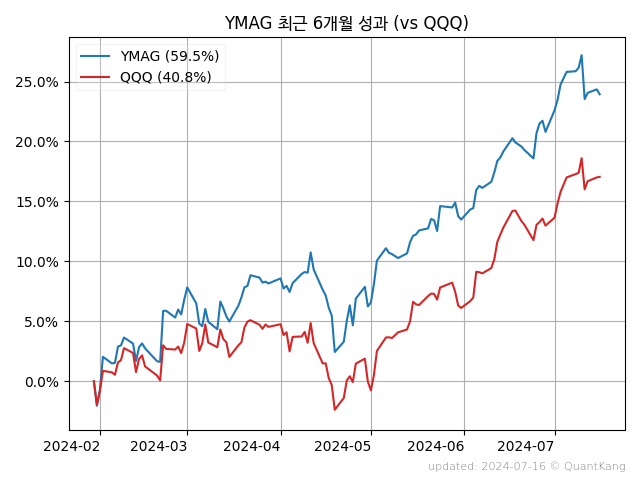 YMAG 최근 6개월 성과 (vs QQQ)
YMAG (59.5%)
QQQ (40.8%)
25.0%
20.0%
15.0%
10.0%
5.0%
0.0%
2024-02 2024-03 2024-04 2024-05 2024-06 2024-07
updated: 2024-07-16 © QuantKang